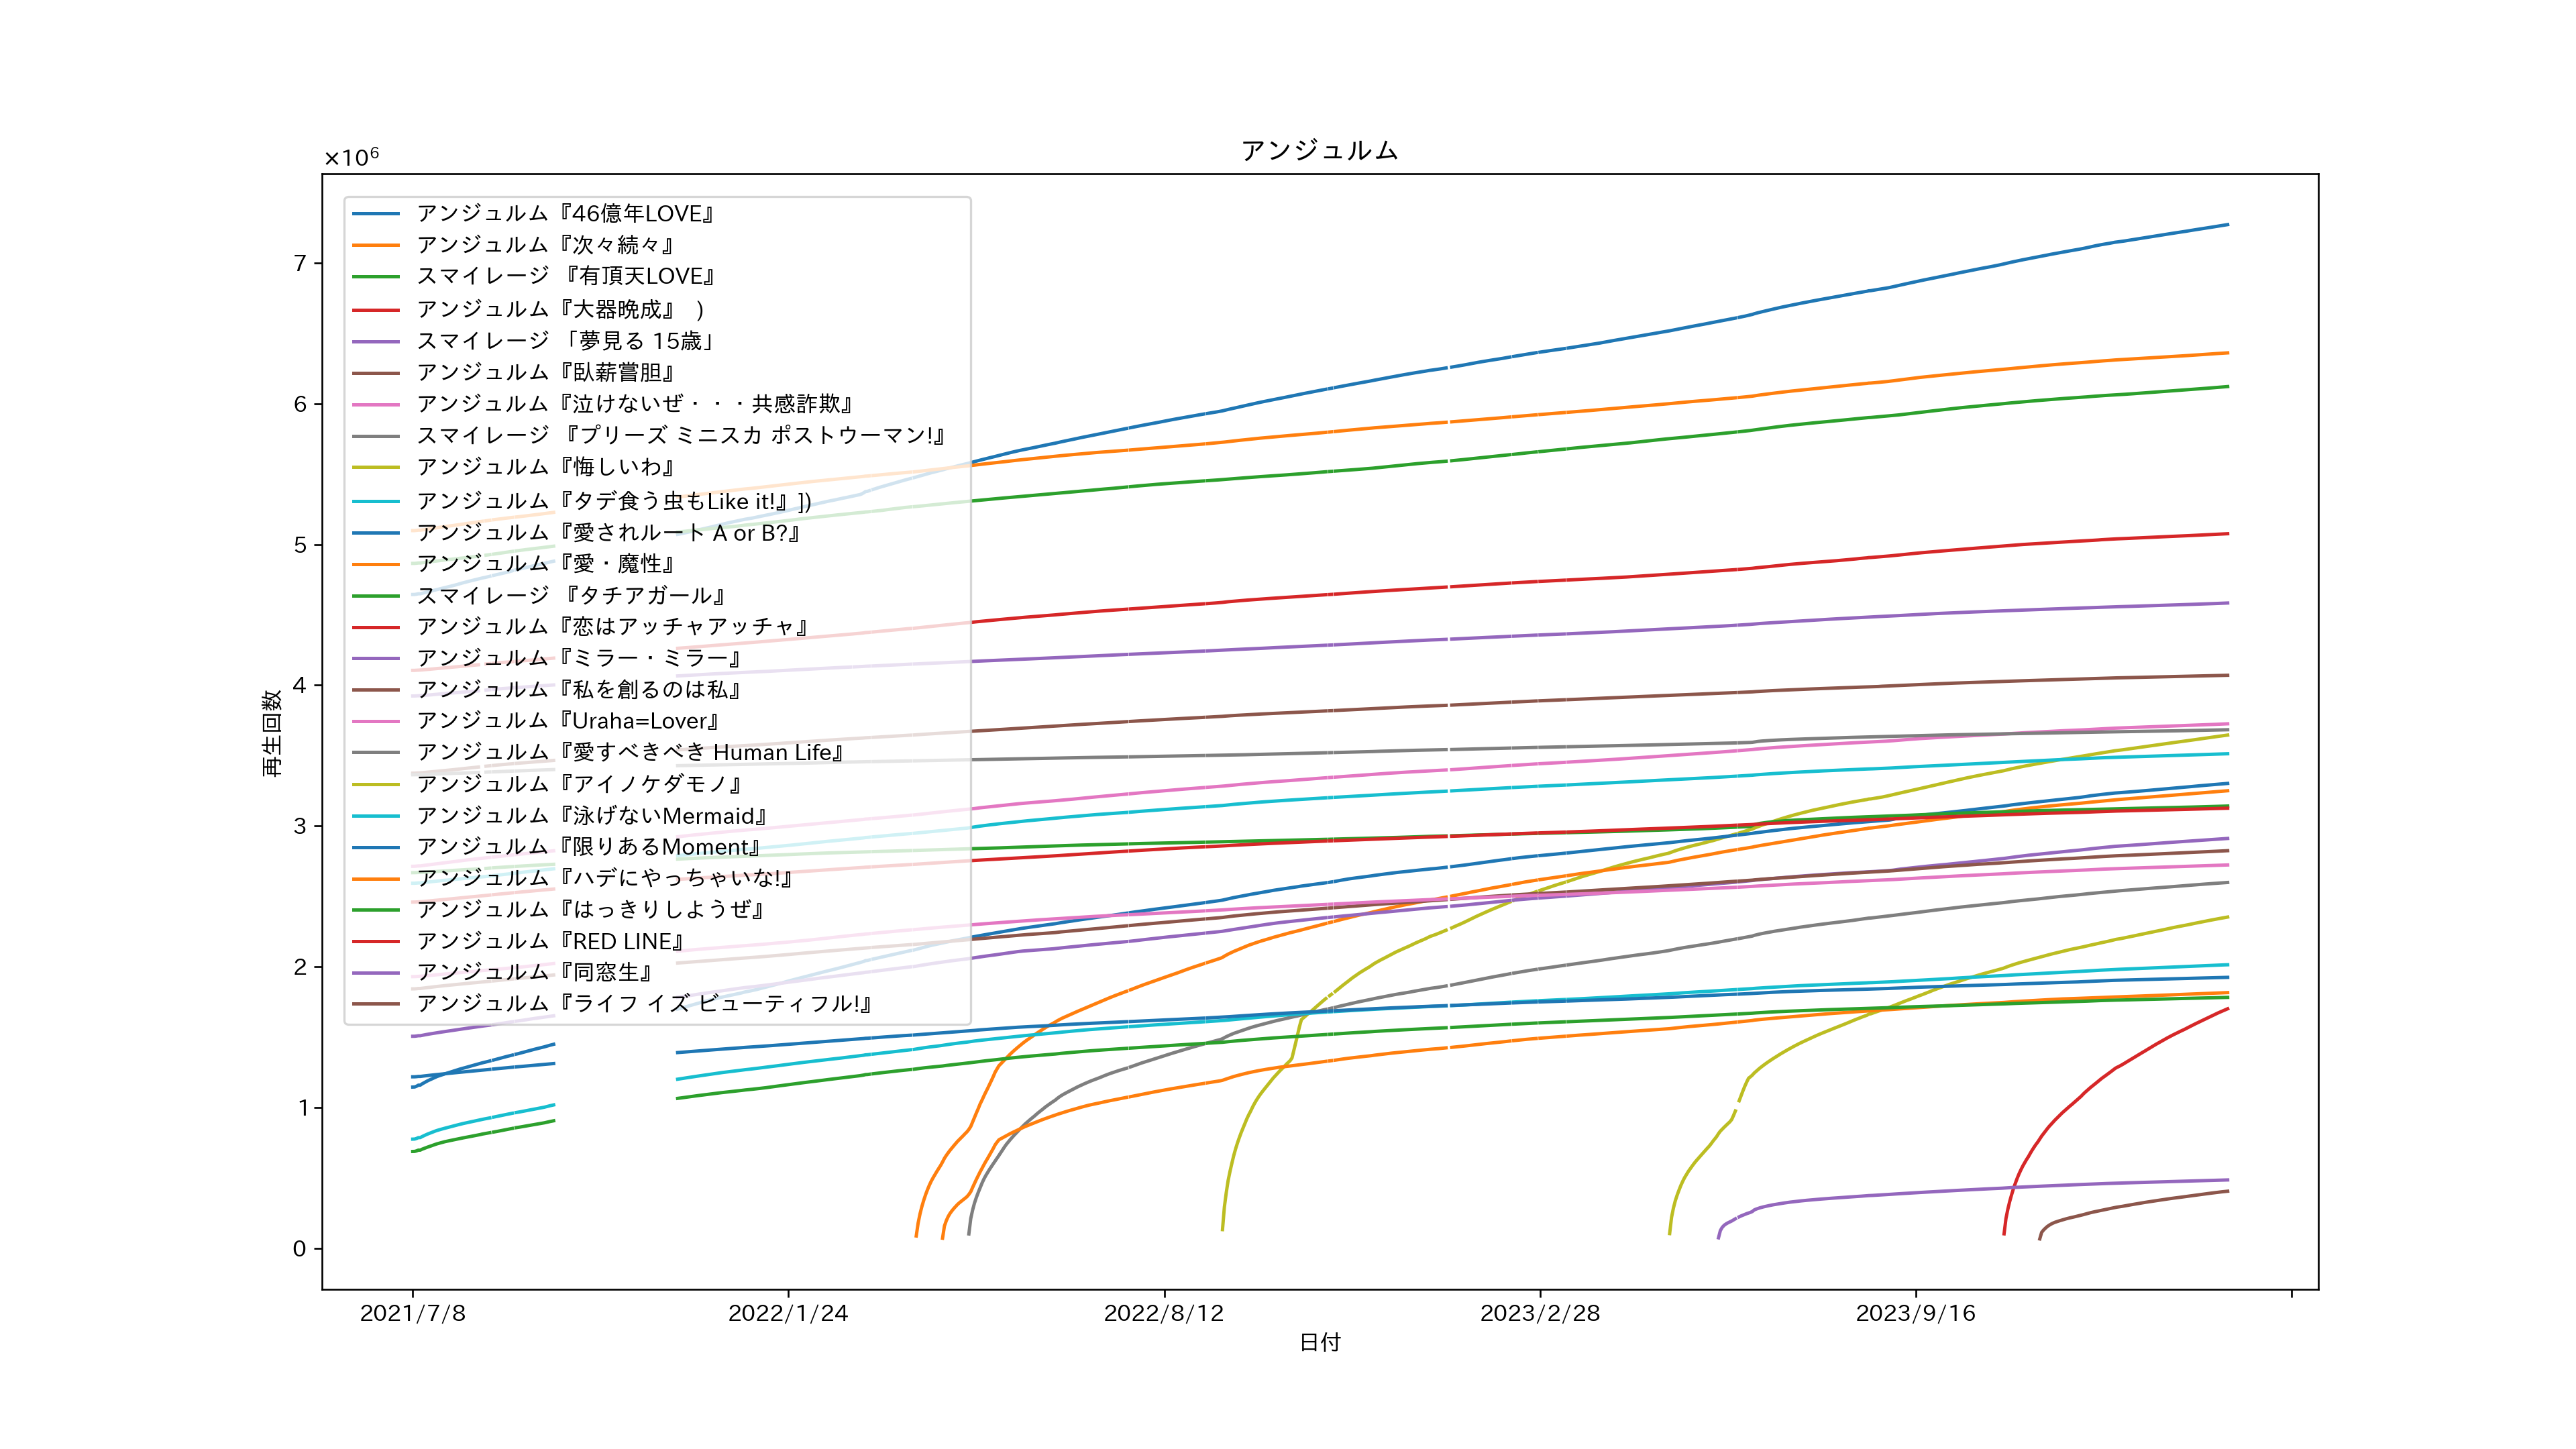 アンジュルム
×10⁶
アンジュルム『46億年LOVE』
アンジュルム『次々続々』
スマイレージ 『有頂天LOVE』
アンジュルム『大器晩成』 )
スマイレージ 「夢見る 15歳」
アンジュルム『臥薪嘗胆』
アンジュルム『泣けないぜ・・・共感詐欺』
スマイレージ 『プリーズ ミニスカ ポストウーマン!』
アンジュルム『悔しいわ』
アンジュルム『タデ食う虫もLike it!』])
アンジュルム『愛されルート A or B?』
アンジュルム『愛・魔性』
スマイレージ 『タチアガール』
アンジュルム『恋はアッチャアッチャ』
アンジュルム『ミラー・ミラー』
アンジュルム『私を創るのは私』
アンジュルム『Uraha=Lover』
アンジュルム『愛すべきべき Human Life』
アンジュルム『アイノケダモノ』
アンジュルム『泳げないMermaid』
アンジュルム『限りあるMoment』
アンジュルム『ハデにやっちゃいな!』
アンジュルム『はっきりしようぜ』
アンジュルム『RED LINE』
アンジュルム『同窓生』
アンジュルム『ライフ イズ ビューティフル!』
7
6
5
4
3
2
1
0
再生回数
2021/7/8
2022/1/24
2022/8/12
2023/2/28
2023/9/16
日付